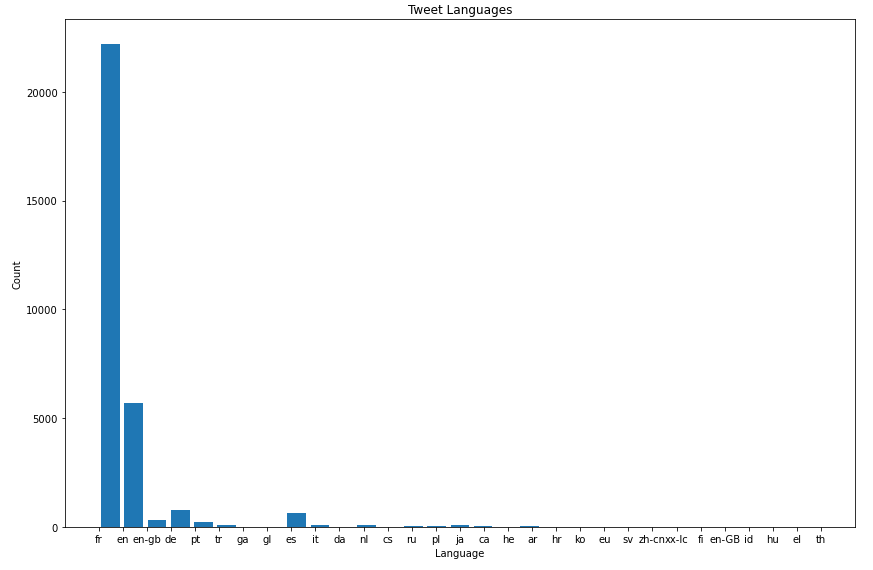 Tweet Languages
20000
15000
10000
5000
0
Count
fr en en-gb de pt tr ga gl es it da nl cs ru pl ja ca he ar hr ko eu sv zh-cn xx-lc fi en-GB id hu el th
Language